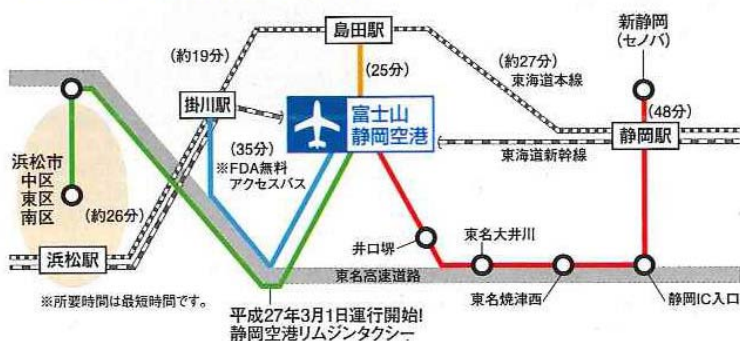 島田駅
新静岡
(セノバ)
(約19分)
(約27分)
東海道本線
(25分)
掛川駅
富士山
静岡空港
(48分)
静岡駅
(35分)
※FDA無料
アクセスバス
東海道新幹線
浜松市
中区
東区
南区
(約26分)
井口堺
東名大井川
浜松駅
東名高速道路
東名焼津西
静岡IC入口
※所要時間は最短時間です。
平成27年3月1日運行開始!
静岡空港リムジンタクシー